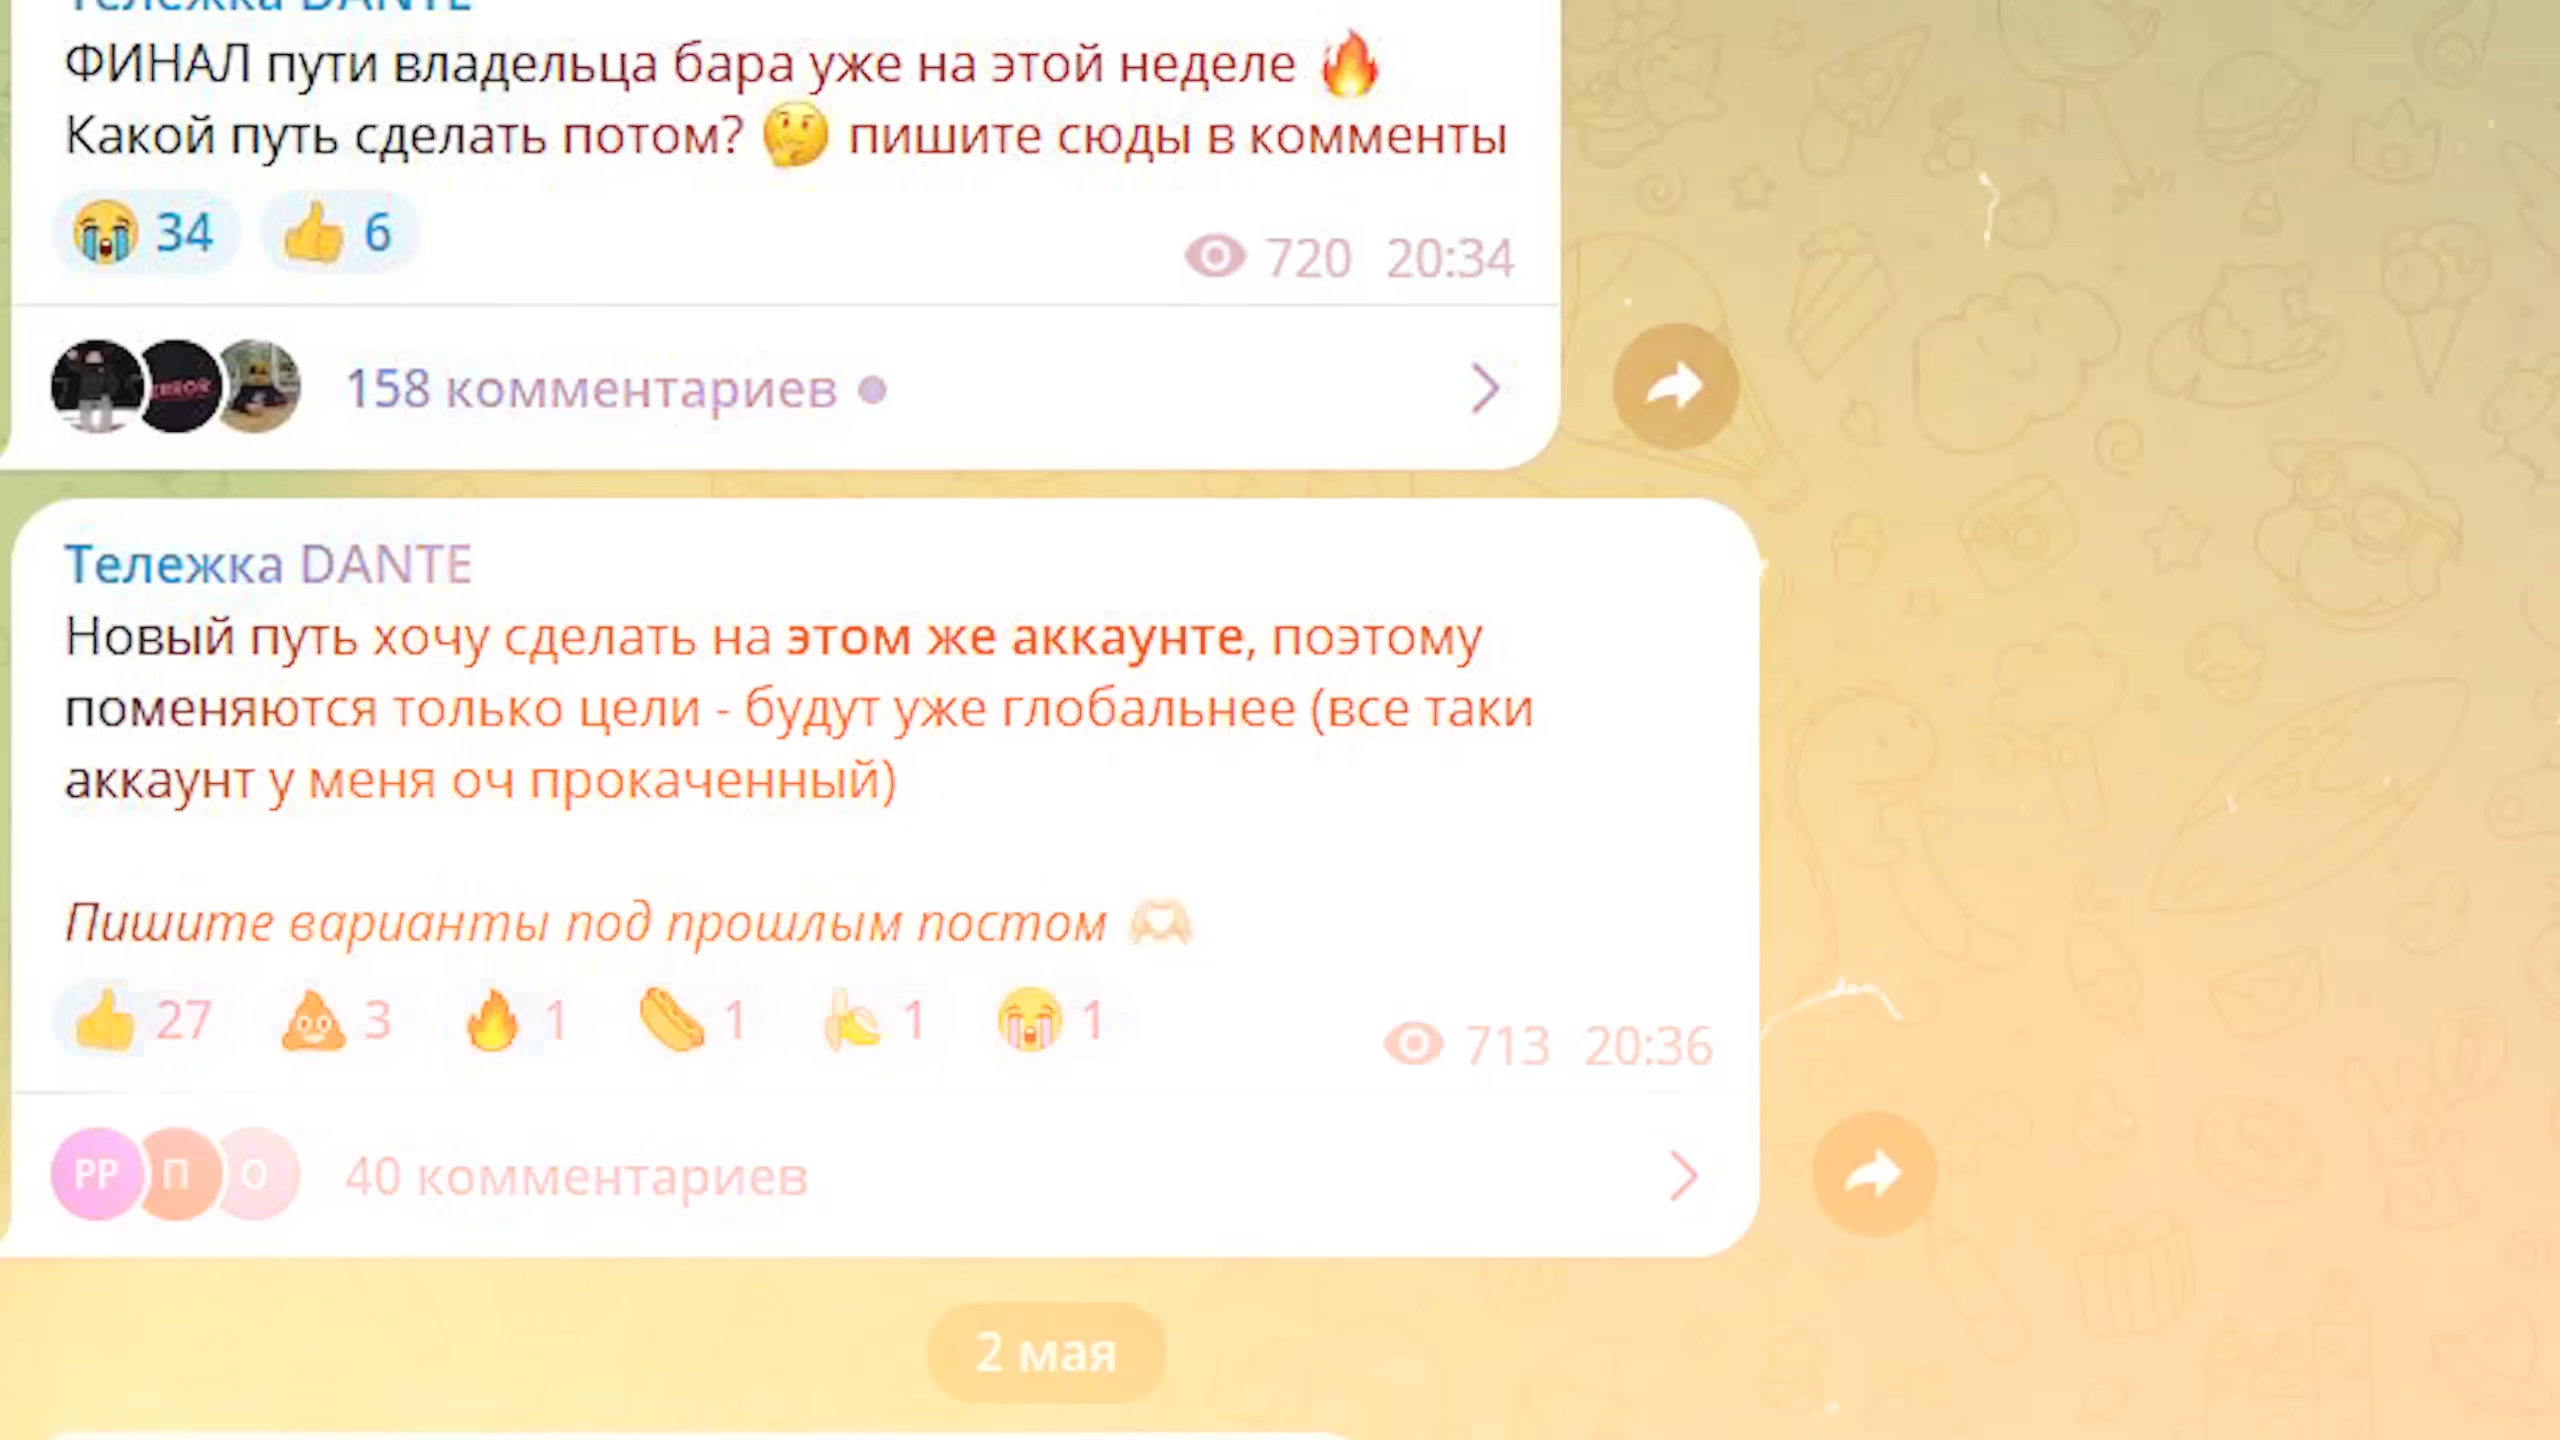 Тележка DANTE
ФИНАЛ пути владельца бара уже на этой неделе 🔥
Какой путь сделать потом? 🤔 пишите сюды в комменты
😭 34 👍 6
720 20:34
158 комментариев
Тележка DANTE
Новый путь хочу сделать на этом же аккаунте, поэтому
поменяются только цели - будут уже глобальнее (все таки
аккаунт у меня оч прокаченный)
Пишите варианты под прошлым постом 🫶🏻
👍 27 💩 3 🔥 1 🌭 1 🍌 1 😭 1
713 20:36
PP П O
40 комментариев
2 мая